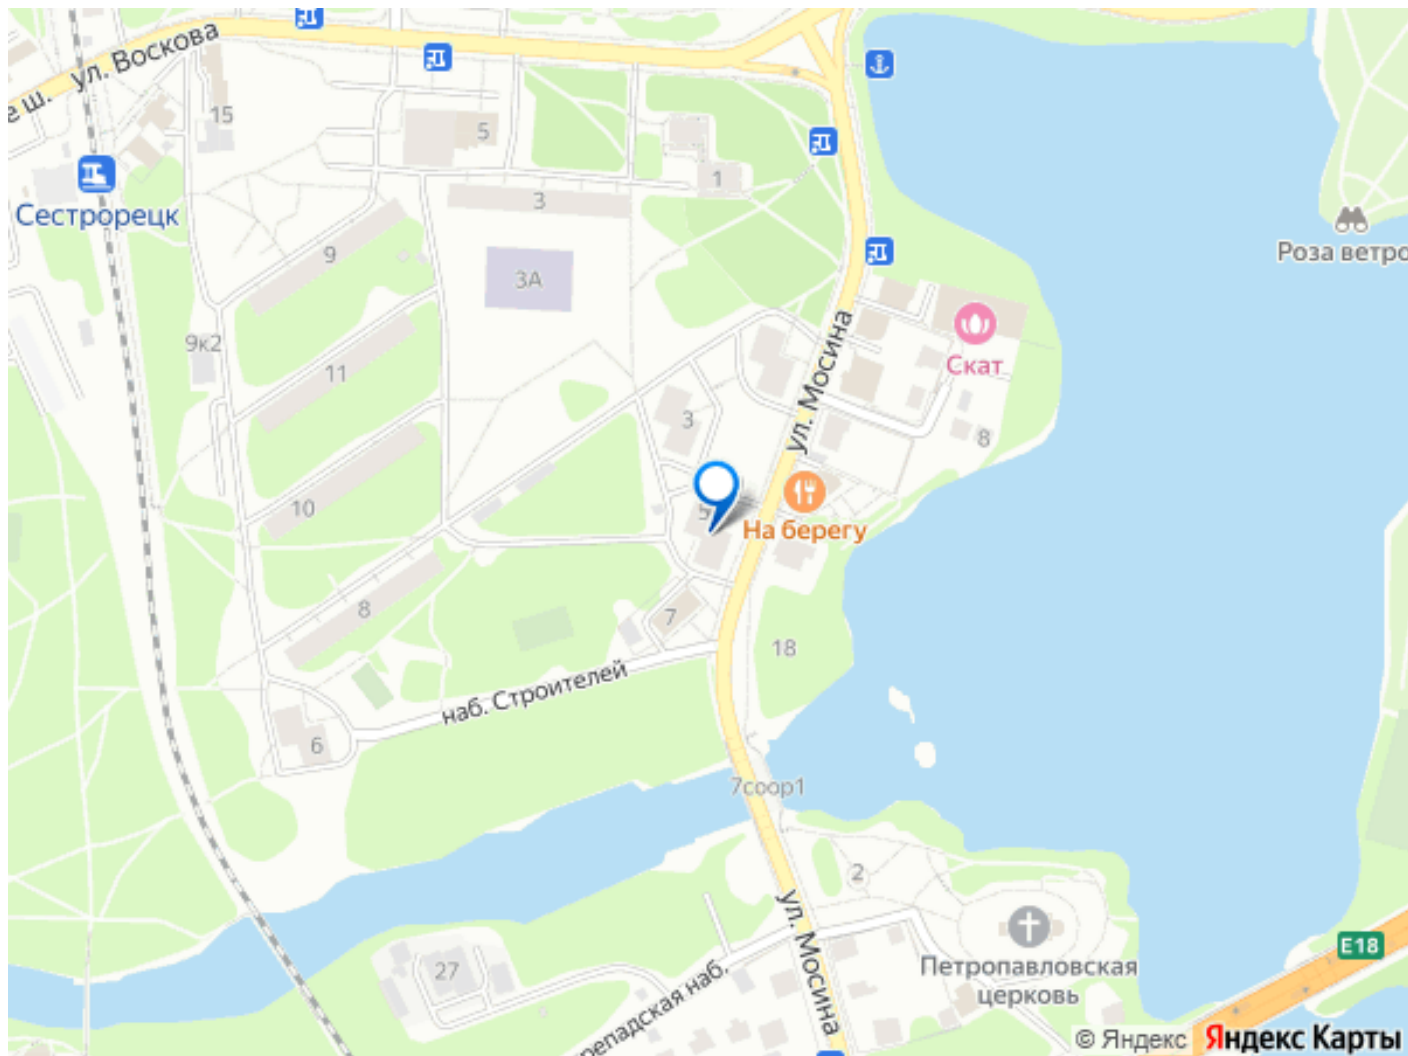 ул. Воскова
е ш.
15
5
1
Сестрорецк
3
9
3А
Роза ветро
9к2
ул. Мосина
Скат
11
3
8
10
5
На берегу
8
7
18
наб. Строителей
6
7соор1
2
ул. Мосина
27
Петропавловская
церковь
E18
репадская наб.
© Яндекс Яндекс Карты